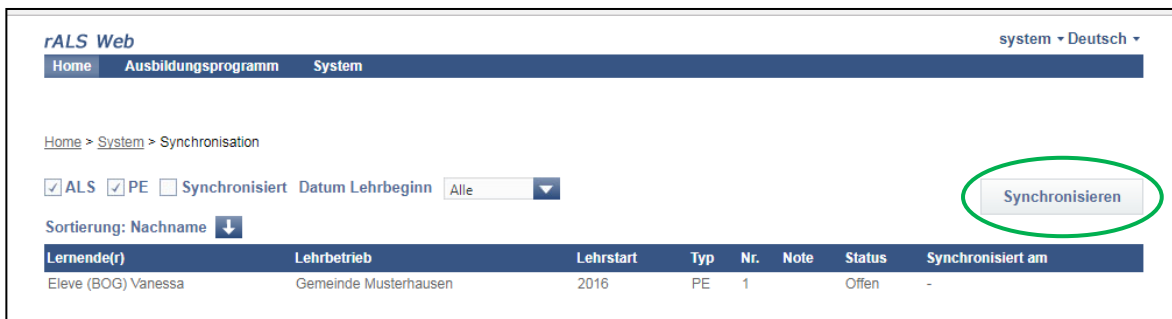 rALS Web system Deutsch
Home Ausbildungsprogramm System
Home > System > Synchronisation
ALS PE Synchronisiert Datum Lehrbeginn Alle
Synchronisieren
Sortierung: Nachname
Lernende(r) Lehrbetrieb Lehrstart Typ Nr. Note Status Synchronisiert am
Eleve (BOG) Vanessa Gemeinde Musterhausen 2016 PE 1 Offen -